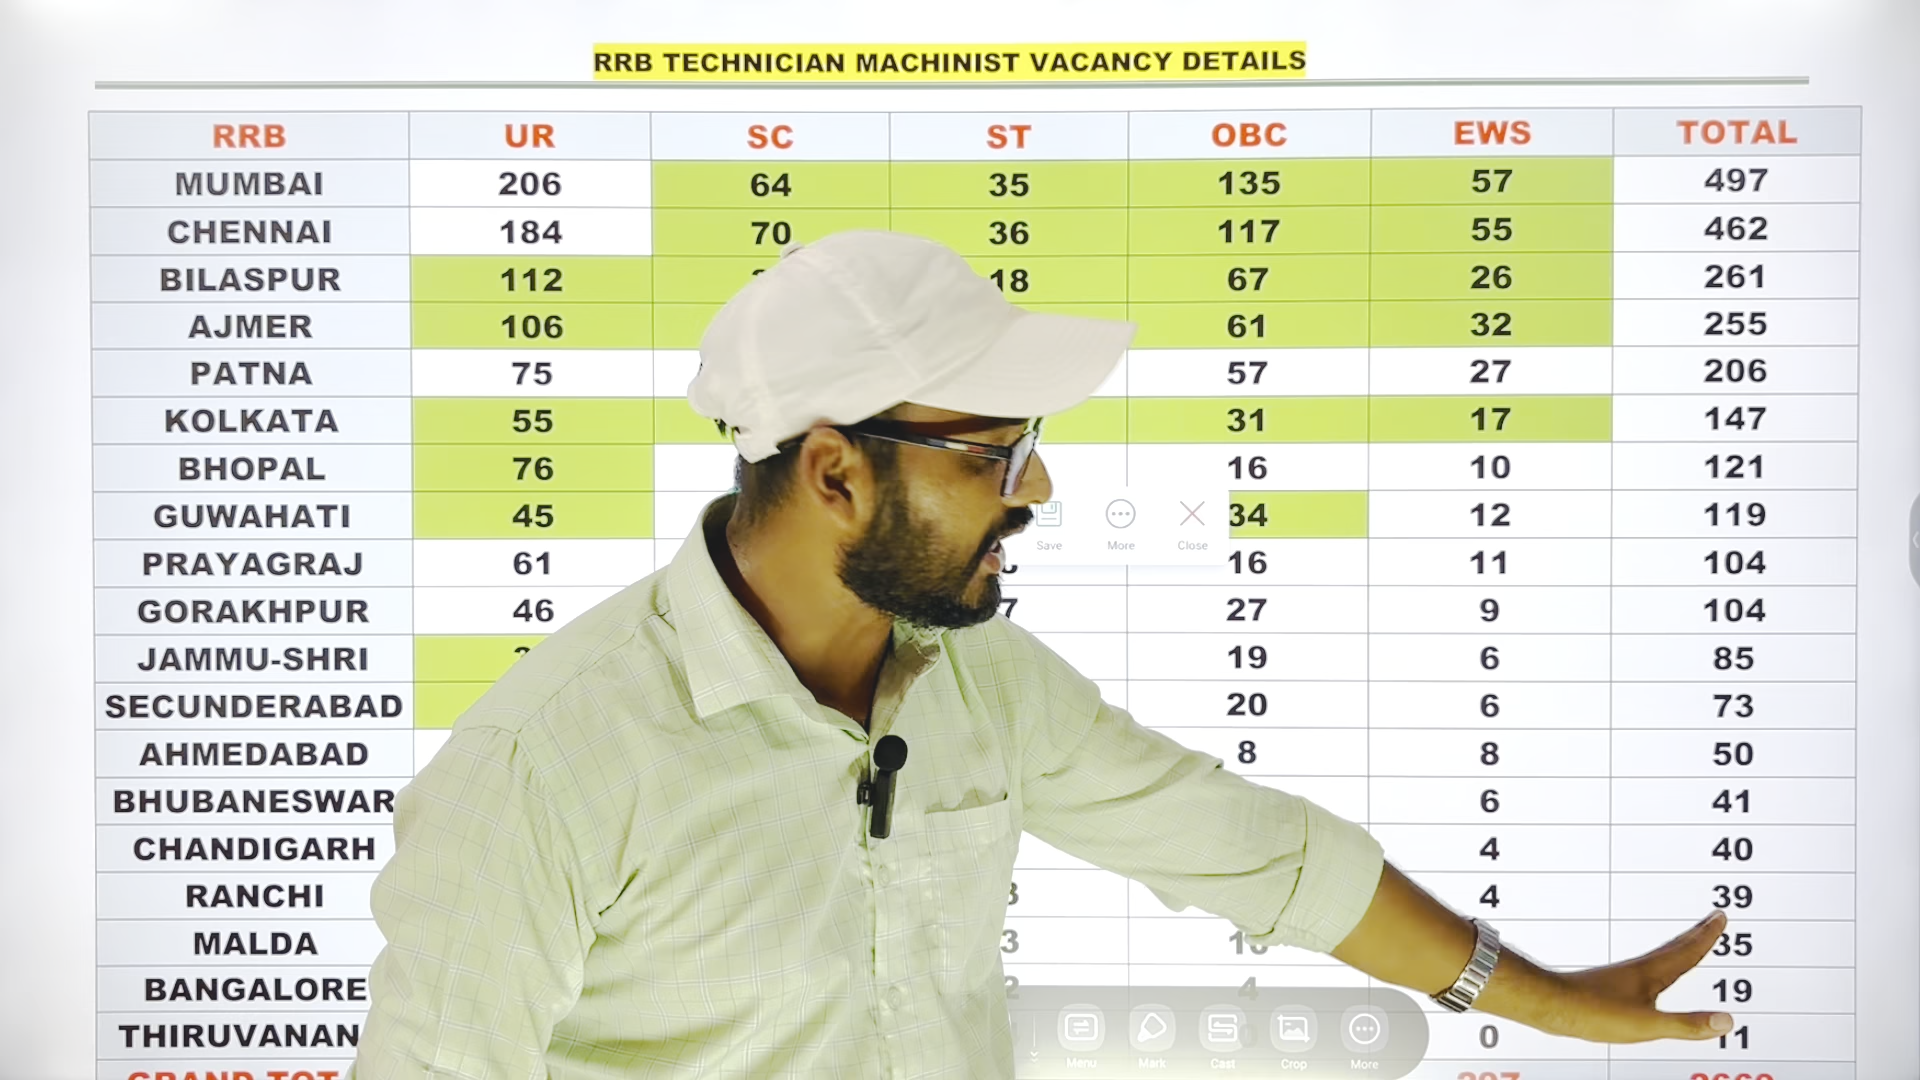 RRB TECHNICIAN MACHINIST VACANCY DETAILS
RRB UR SC ST OBC EWS TOTAL
MUMBAI 206 64 35 135 57 497
CHENNAI 184 70 36 117 55 462
BILASPUR 112 18 67 26 261
AJMER 106 61 32 255
PATNA 75 57 27 206
KOLKATA 55 31 17 147
BHOPAL 76 16 10 121
GUWAHATI 45 34 12 119
Save More Close
PRAYAGRAJ 61 16 11 104
GORAKHPUR 46 7 27 9 104
JAMMU-SHRI 19 6 85
SECUNDERABAD 20 6 73
AHMEDABAD 8 8 50
BHUBANESWAR 6 41
CHANDIGARH 4 40
RANCHI 3 4 39
MALDA 3 35
BANGALORE 2 4 19
THIRUVANAN 0 0 11
Menu Mark Cast Crop More
GRAND TOT